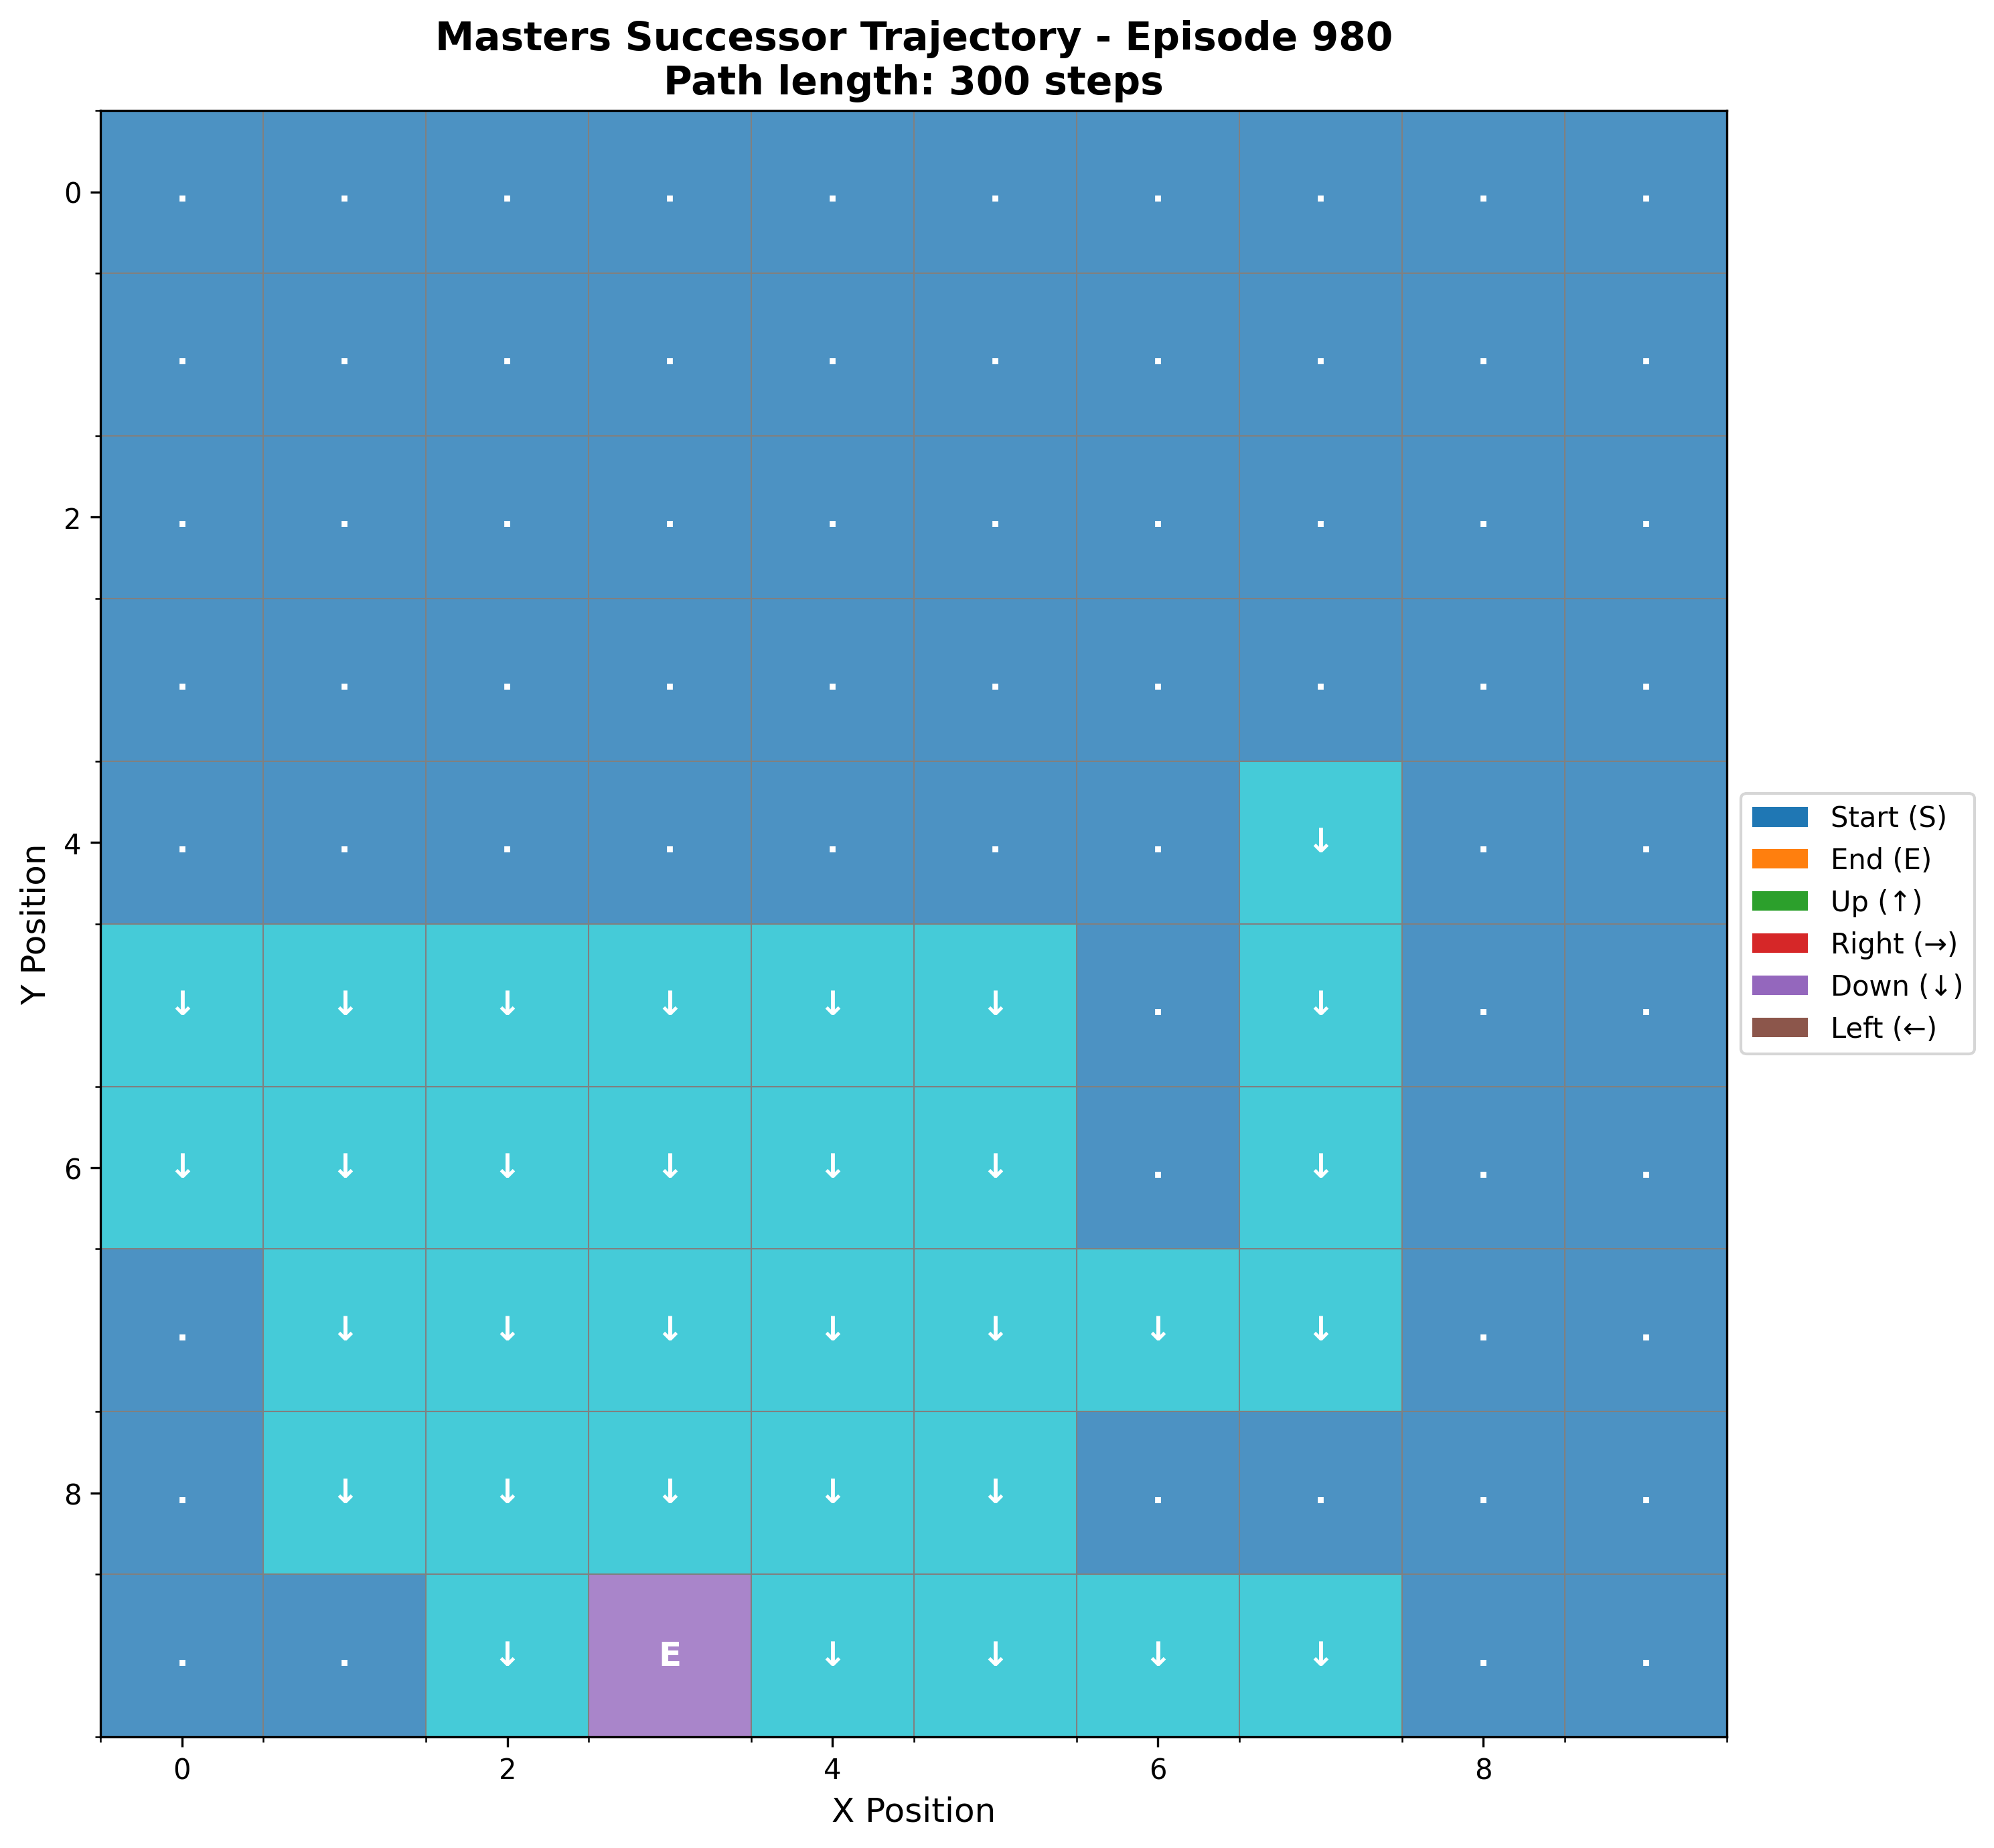 Masters Successor Trajectory - Episode 980
Path length: 300 steps
0 . . . . . . . . . .
. . . . . . . . . .
2 . . . . . . . . . .
. . . . . . . . . .
4 . . . . . . . ↓ . .
↓ ↓ ↓ ↓ ↓ ↓ . ↓ . .
6 ↓ ↓ ↓ ↓ ↓ ↓ . ↓ . .
. ↓ ↓ ↓ ↓ ↓ ↓ ↓ . .
8 . ↓ ↓ ↓ ↓ ↓ . . . .
. . ↓ E ↓ ↓ ↓ ↓ . .
0 2 4 6 8
X Position
Y Position
Start (S)
End (E)
Up (↑)
Right (→)
Down (↓)
Left (←)